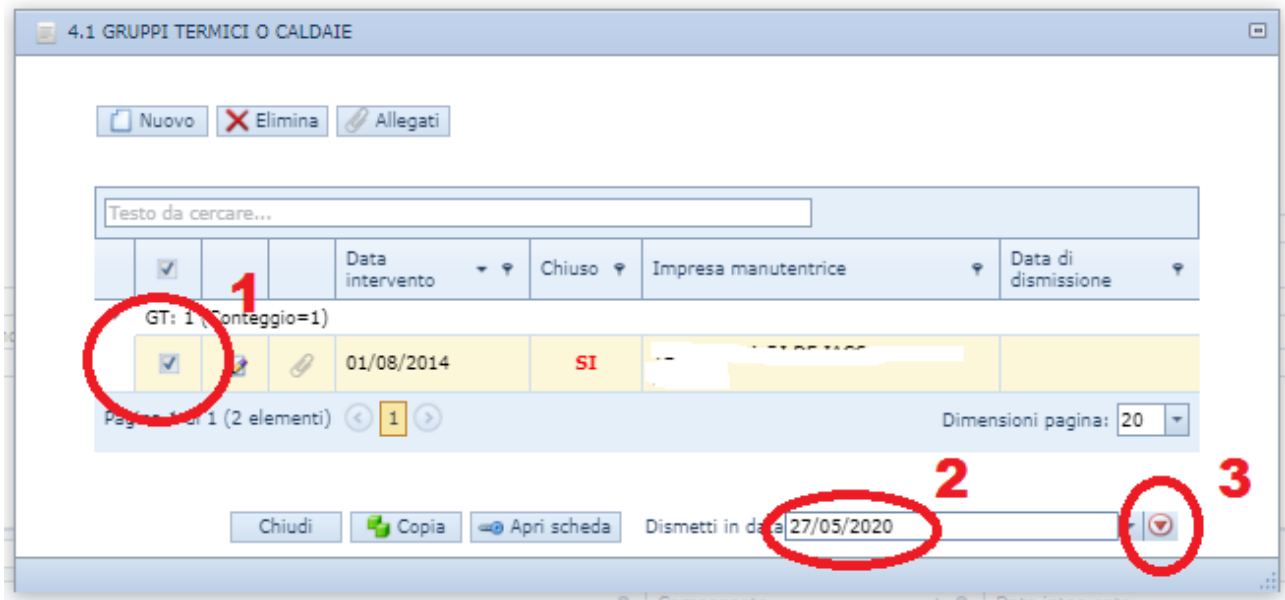 4.1 GRUPPI TERMICI O CALDAIE
Nuovo Elimina Allegati
Testo da cercare...
Data intervento Chiuso Impresa manutentrice Data di dismissione
1
GT: 1 (Conteggio=1)
01/08/2014 SI
Pagina 1 di 1 (2 elementi) 1 Dimensioni pagina: 20
2 3
Chiudi Copia Apri scheda Dismetti in data 27/05/2020